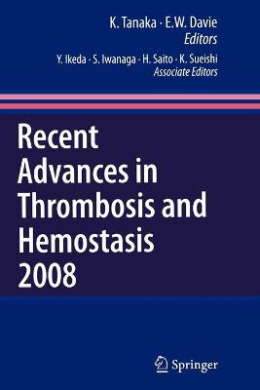 K. Tanaka · E.W. Davie
Editors
Y. Ikeda · S. Iwanaga · H. Saito · K. Sueishi
Associate Editors
Recent
Advances in
Thrombosis and
Hemostasis
2008
Springer